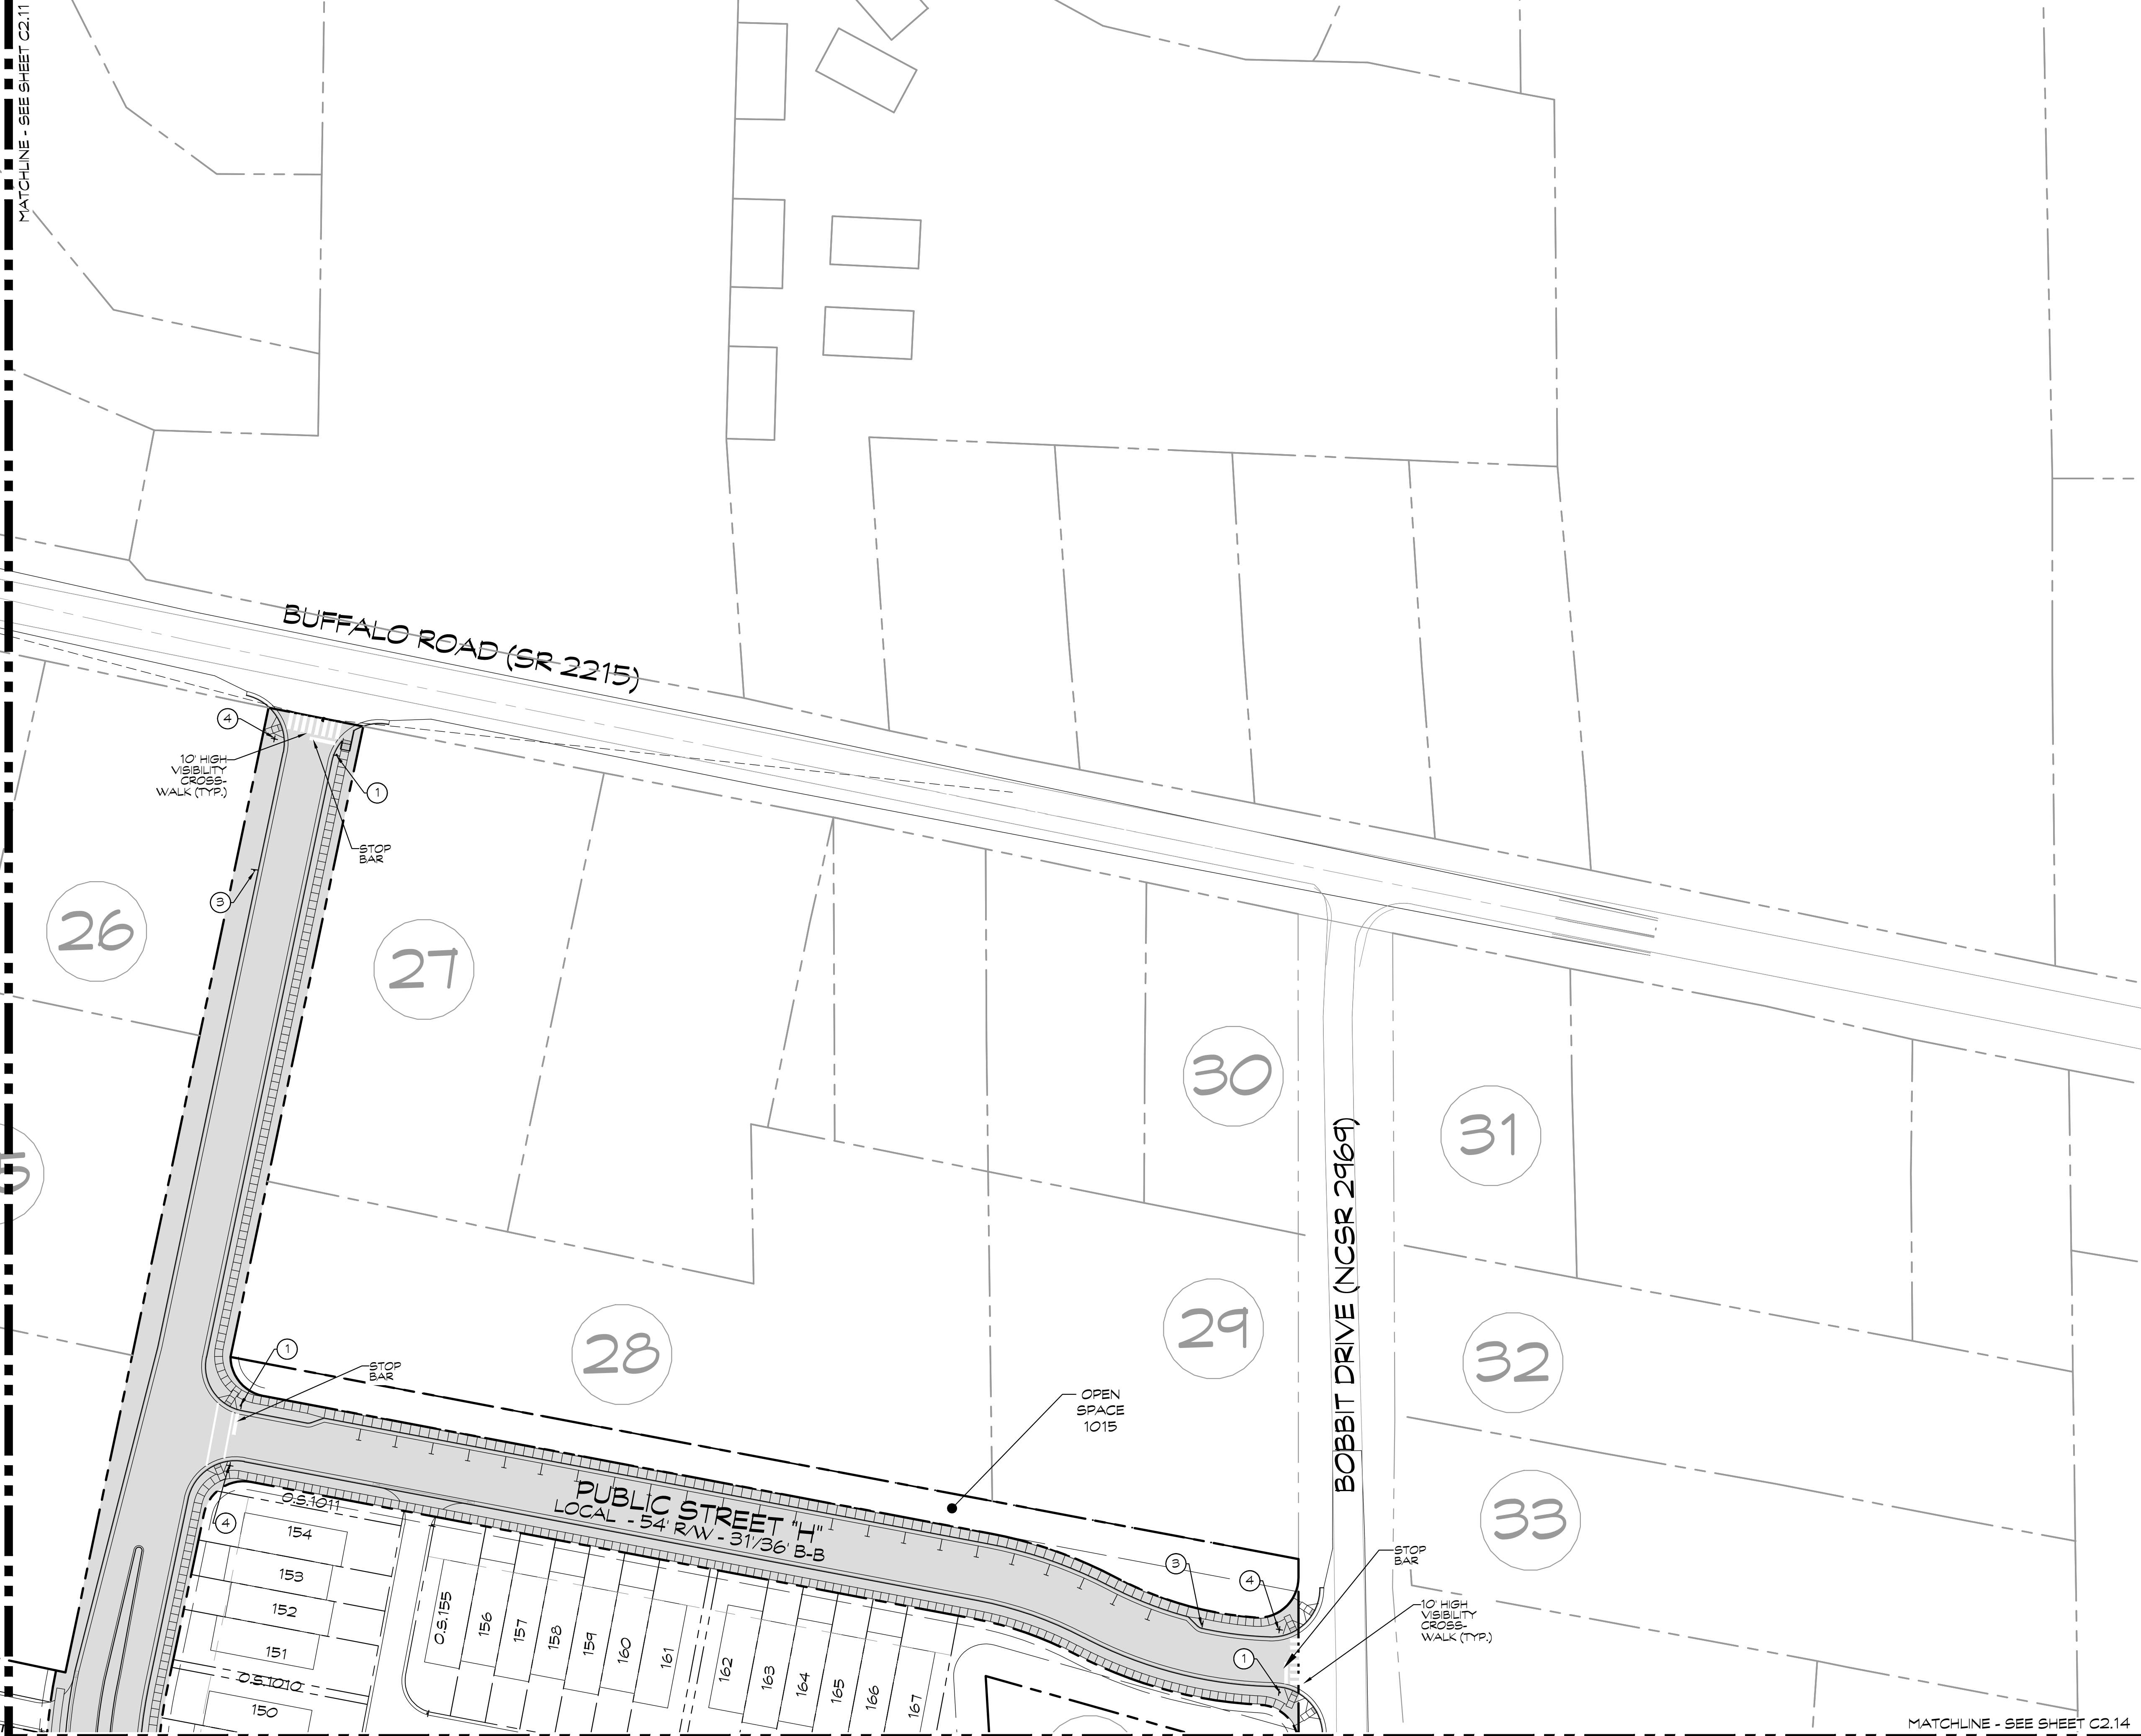 MATCHLINE - SEE SHEET C2.11
BUFFALO ROAD (SR 2215)
4
10' HIGH
VISIBILITY
CROSS-
WALK (TYP.)
1
STOP
BAR
3
26
27
30
31
5
BOBBIT DRIVE (NCSR 2969)
28
29
32
33
1
STOP
BAR
OPEN
SPACE
1015
PUBLIC STREET "H"
LOCAL - 54' R/W - 31'/36' B-B
4
O.S.1011
154
153
152
151
O.S.1010
150
O.S.155
156
157
158
159
160
161
162
163
164
165
166
167
3
4
1
STOP
BAR
10' HIGH
VISIBILITY
CROSS-
WALK (TYP.)
MATCHLINE - SEE SHEET C2.14